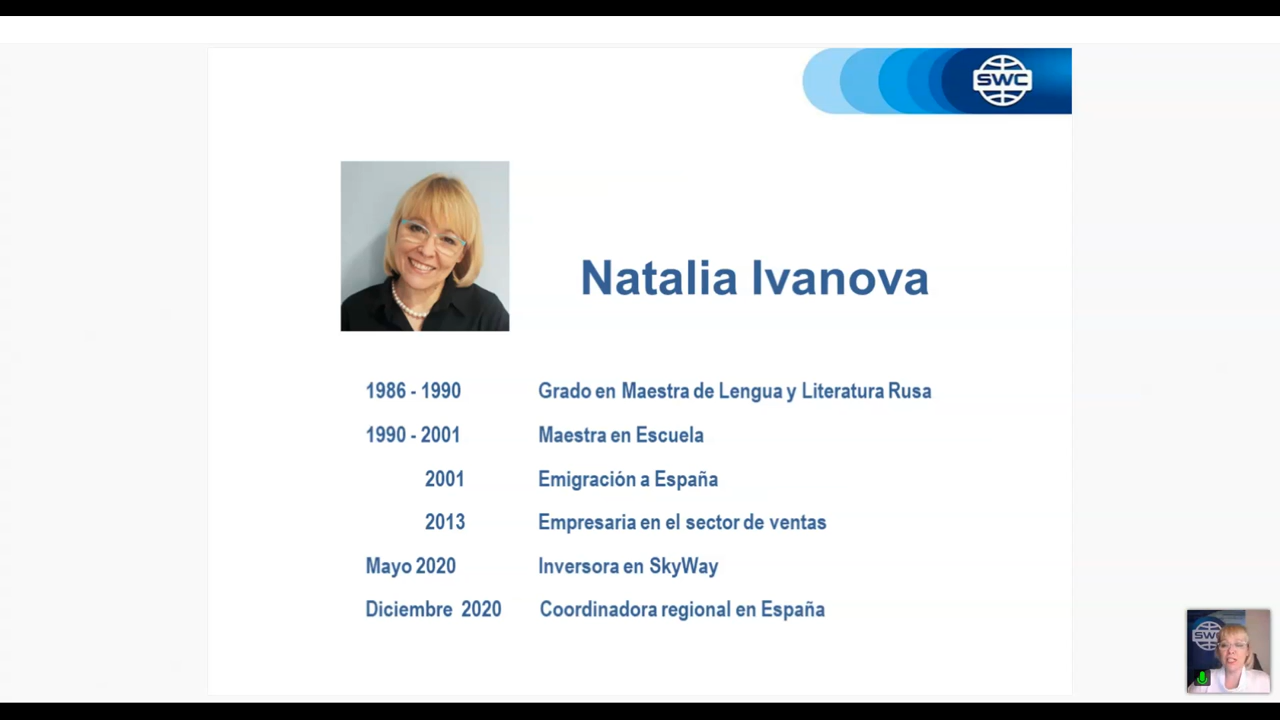 SWC
Natalia Ivanova
1986 - 1990 Grado en Maestra de Lengua y Literatura Rusa
1990 - 2001 Maestra en Escuela
2001 Emigración a España
2013 Empresaria en el sector de ventas
Mayo 2020 Inversora en SkyWay
Diciembre 2020 Coordinadora regional en España
SWC